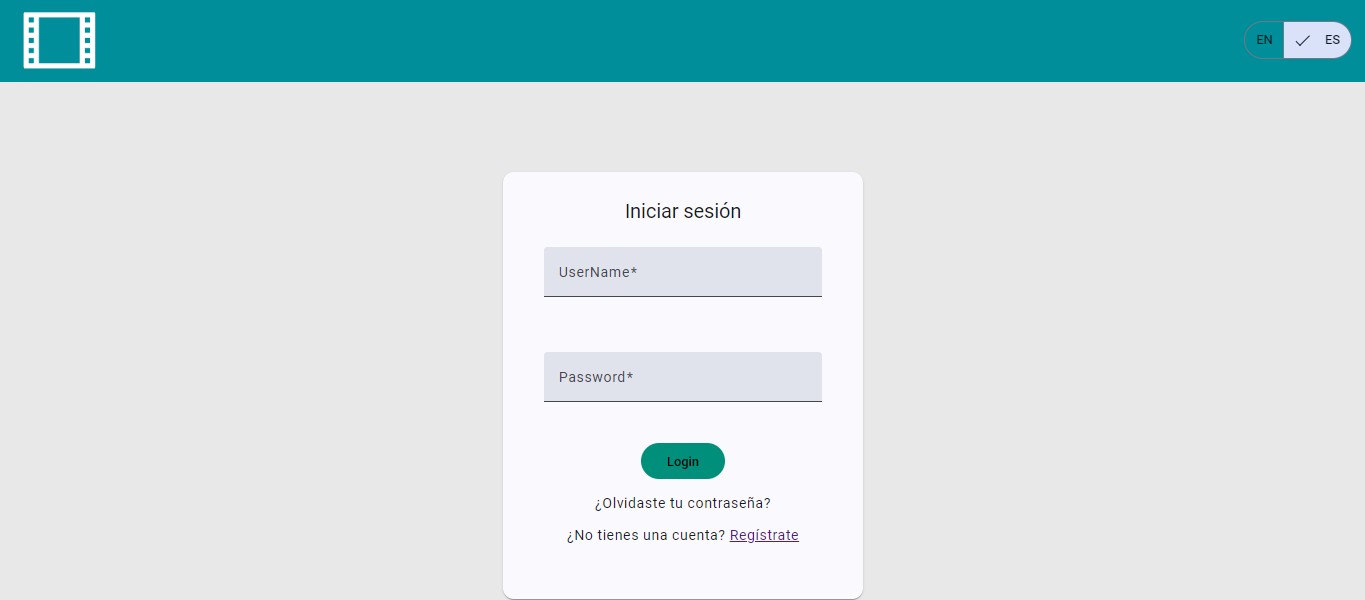 EN ES
Iniciar sesión
UserName*
Password*
Login
¿Olvidaste tu contraseña?
¿No tienes una cuenta? Regístrate